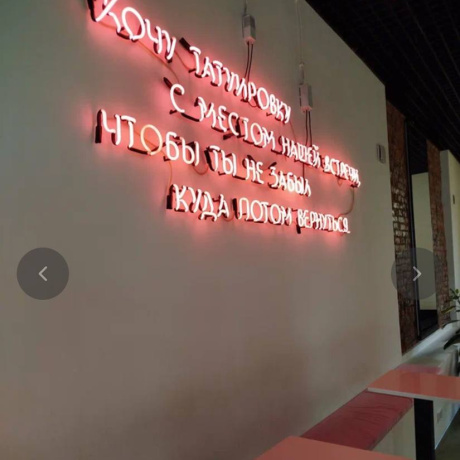 ХОЧУ ТАТУИРОВКУ
С МЕСТОМ НАШЕЙ ВСТРЕЧИ,
ЧТОБЫ ТЫ НЕ ЗАБЫЛ
КУДА ПОТОМ ВЕРНУТЬСЯ.